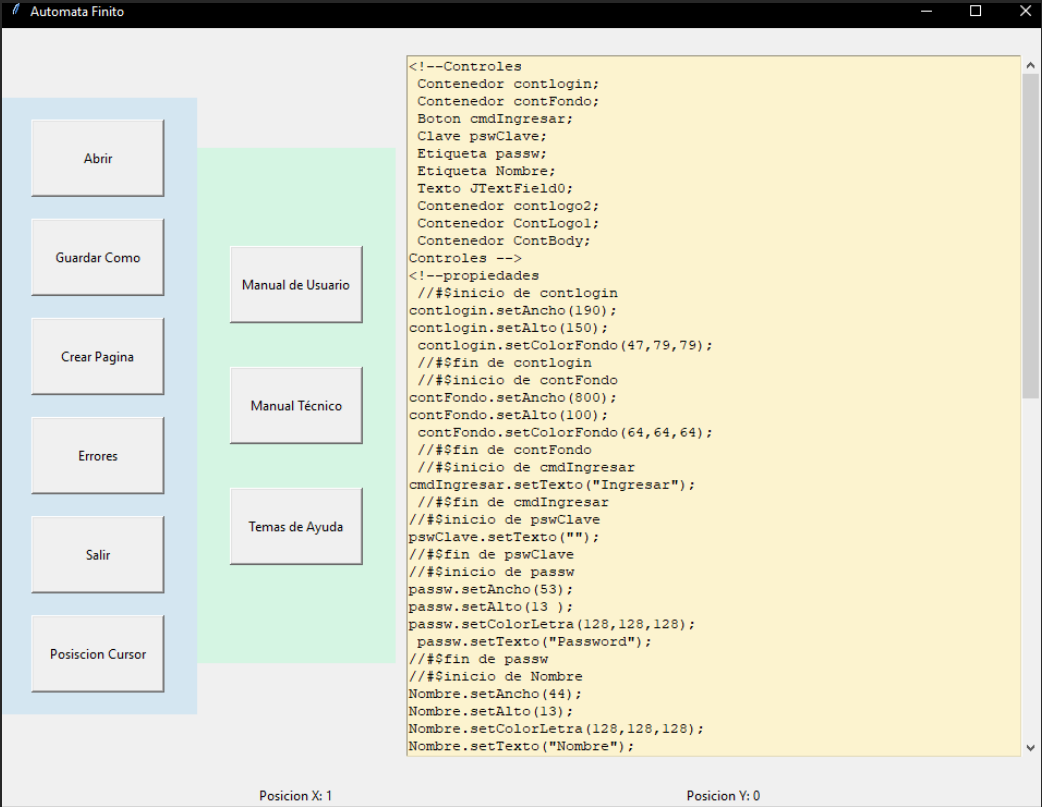 Automata Finito
Abrir
Guardar Como
Crear Pagina
Errores
Salir
Posiscion Cursor
Manual de Usuario
Manual Técnico
Temas de Ayuda
<!--Controles
 Contenedor contlogin;
 Contenedor contFondo;
 Boton cmdIngresar;
 Clave pswClave;
 Etiqueta passw;
 Etiqueta Nombre;
 Texto JTextField0;
 Contenedor contlogo2;
 Contenedor ContLogo1;
 Contenedor ContBody;
Controles -->
<!--propiedades
 //#$inicio de contlogin
contlogin.setAncho(190);
contlogin.setAlto(150);
 contlogin.setColorFondo(47,79,79);
 //#$fin de contlogin
 //#$inicio de contFondo
contFondo.setAncho(800);
contFondo.setAlto(100);
 contFondo.setColorFondo(64,64,64);
 //#$fin de contFondo
 //#$inicio de cmdIngresar
cmdIngresar.setTexto("Ingresar");
 //#$fin de cmdIngresar
//#$inicio de pswClave
pswClave.setTexto("");
//#$fin de pswClave
//#$inicio de passw
passw.setAncho(53);
passw.setAlto(13 );
passw.setColorLetra(128,128,128);
 passw.setTexto("Password");
//#$fin de passw
//#$inicio de Nombre
Nombre.setAncho(44);
Nombre.setAlto(13);
Nombre.setColorLetra(128,128,128);
Nombre.setTexto("Nombre");
Posicion X: 1
Posicion Y: 0